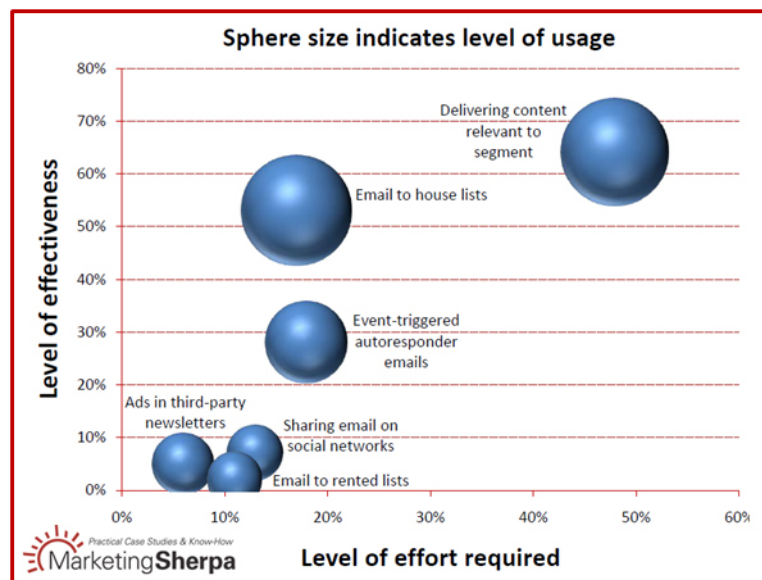 Sphere size indicates level of usage
80%
70%
60%
50%
40%
30%
20%
10%
0%
Level of effectiveness
Delivering content
relevant to
segment
Email to house lists
Event-triggered
autoresponder
emails
Ads in third-party
newsletters
Sharing email on
social networks
Email to rented lists
0%
10%
20%
30%
40%
50%
60%
Level of effort required
Practical Case Studies & Know-How
MarketingSherpa